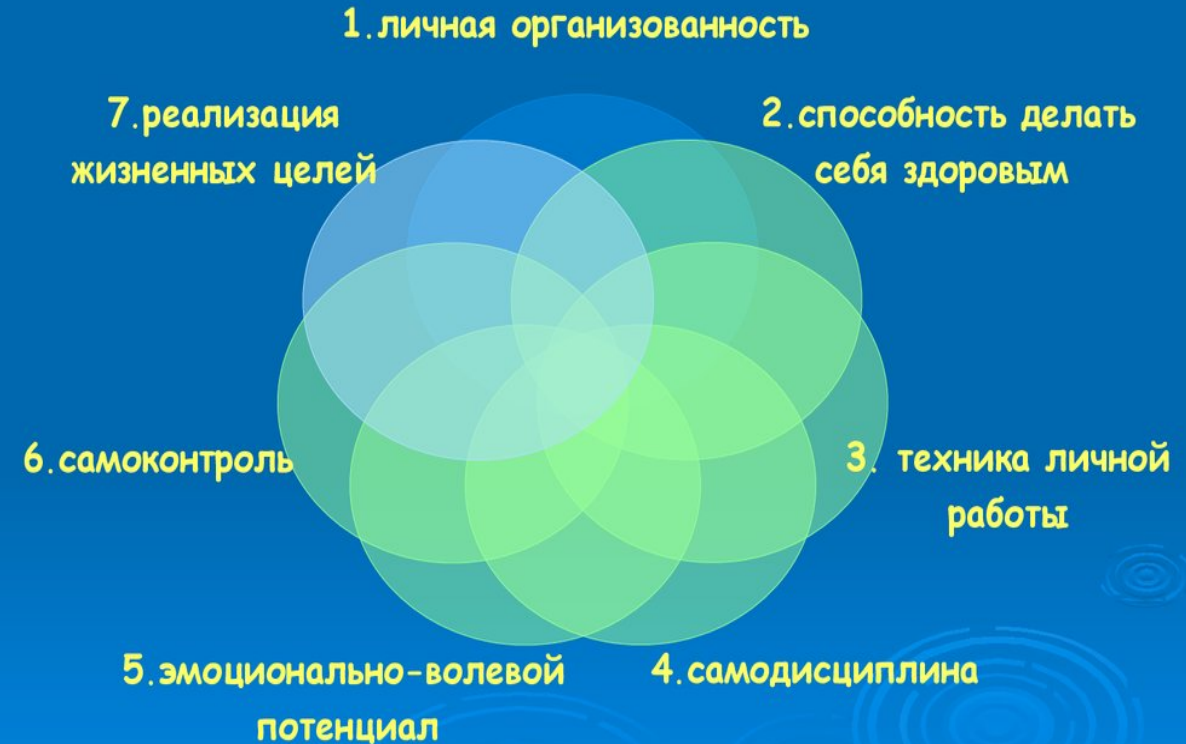 1.личная организованность
2.способность делать
себя здоровым
3. техника личной
работы
4.самодисциплина
5.эмоционально-волевой
потенциал
6.самоконтроль
7.реализация
жизненных целей